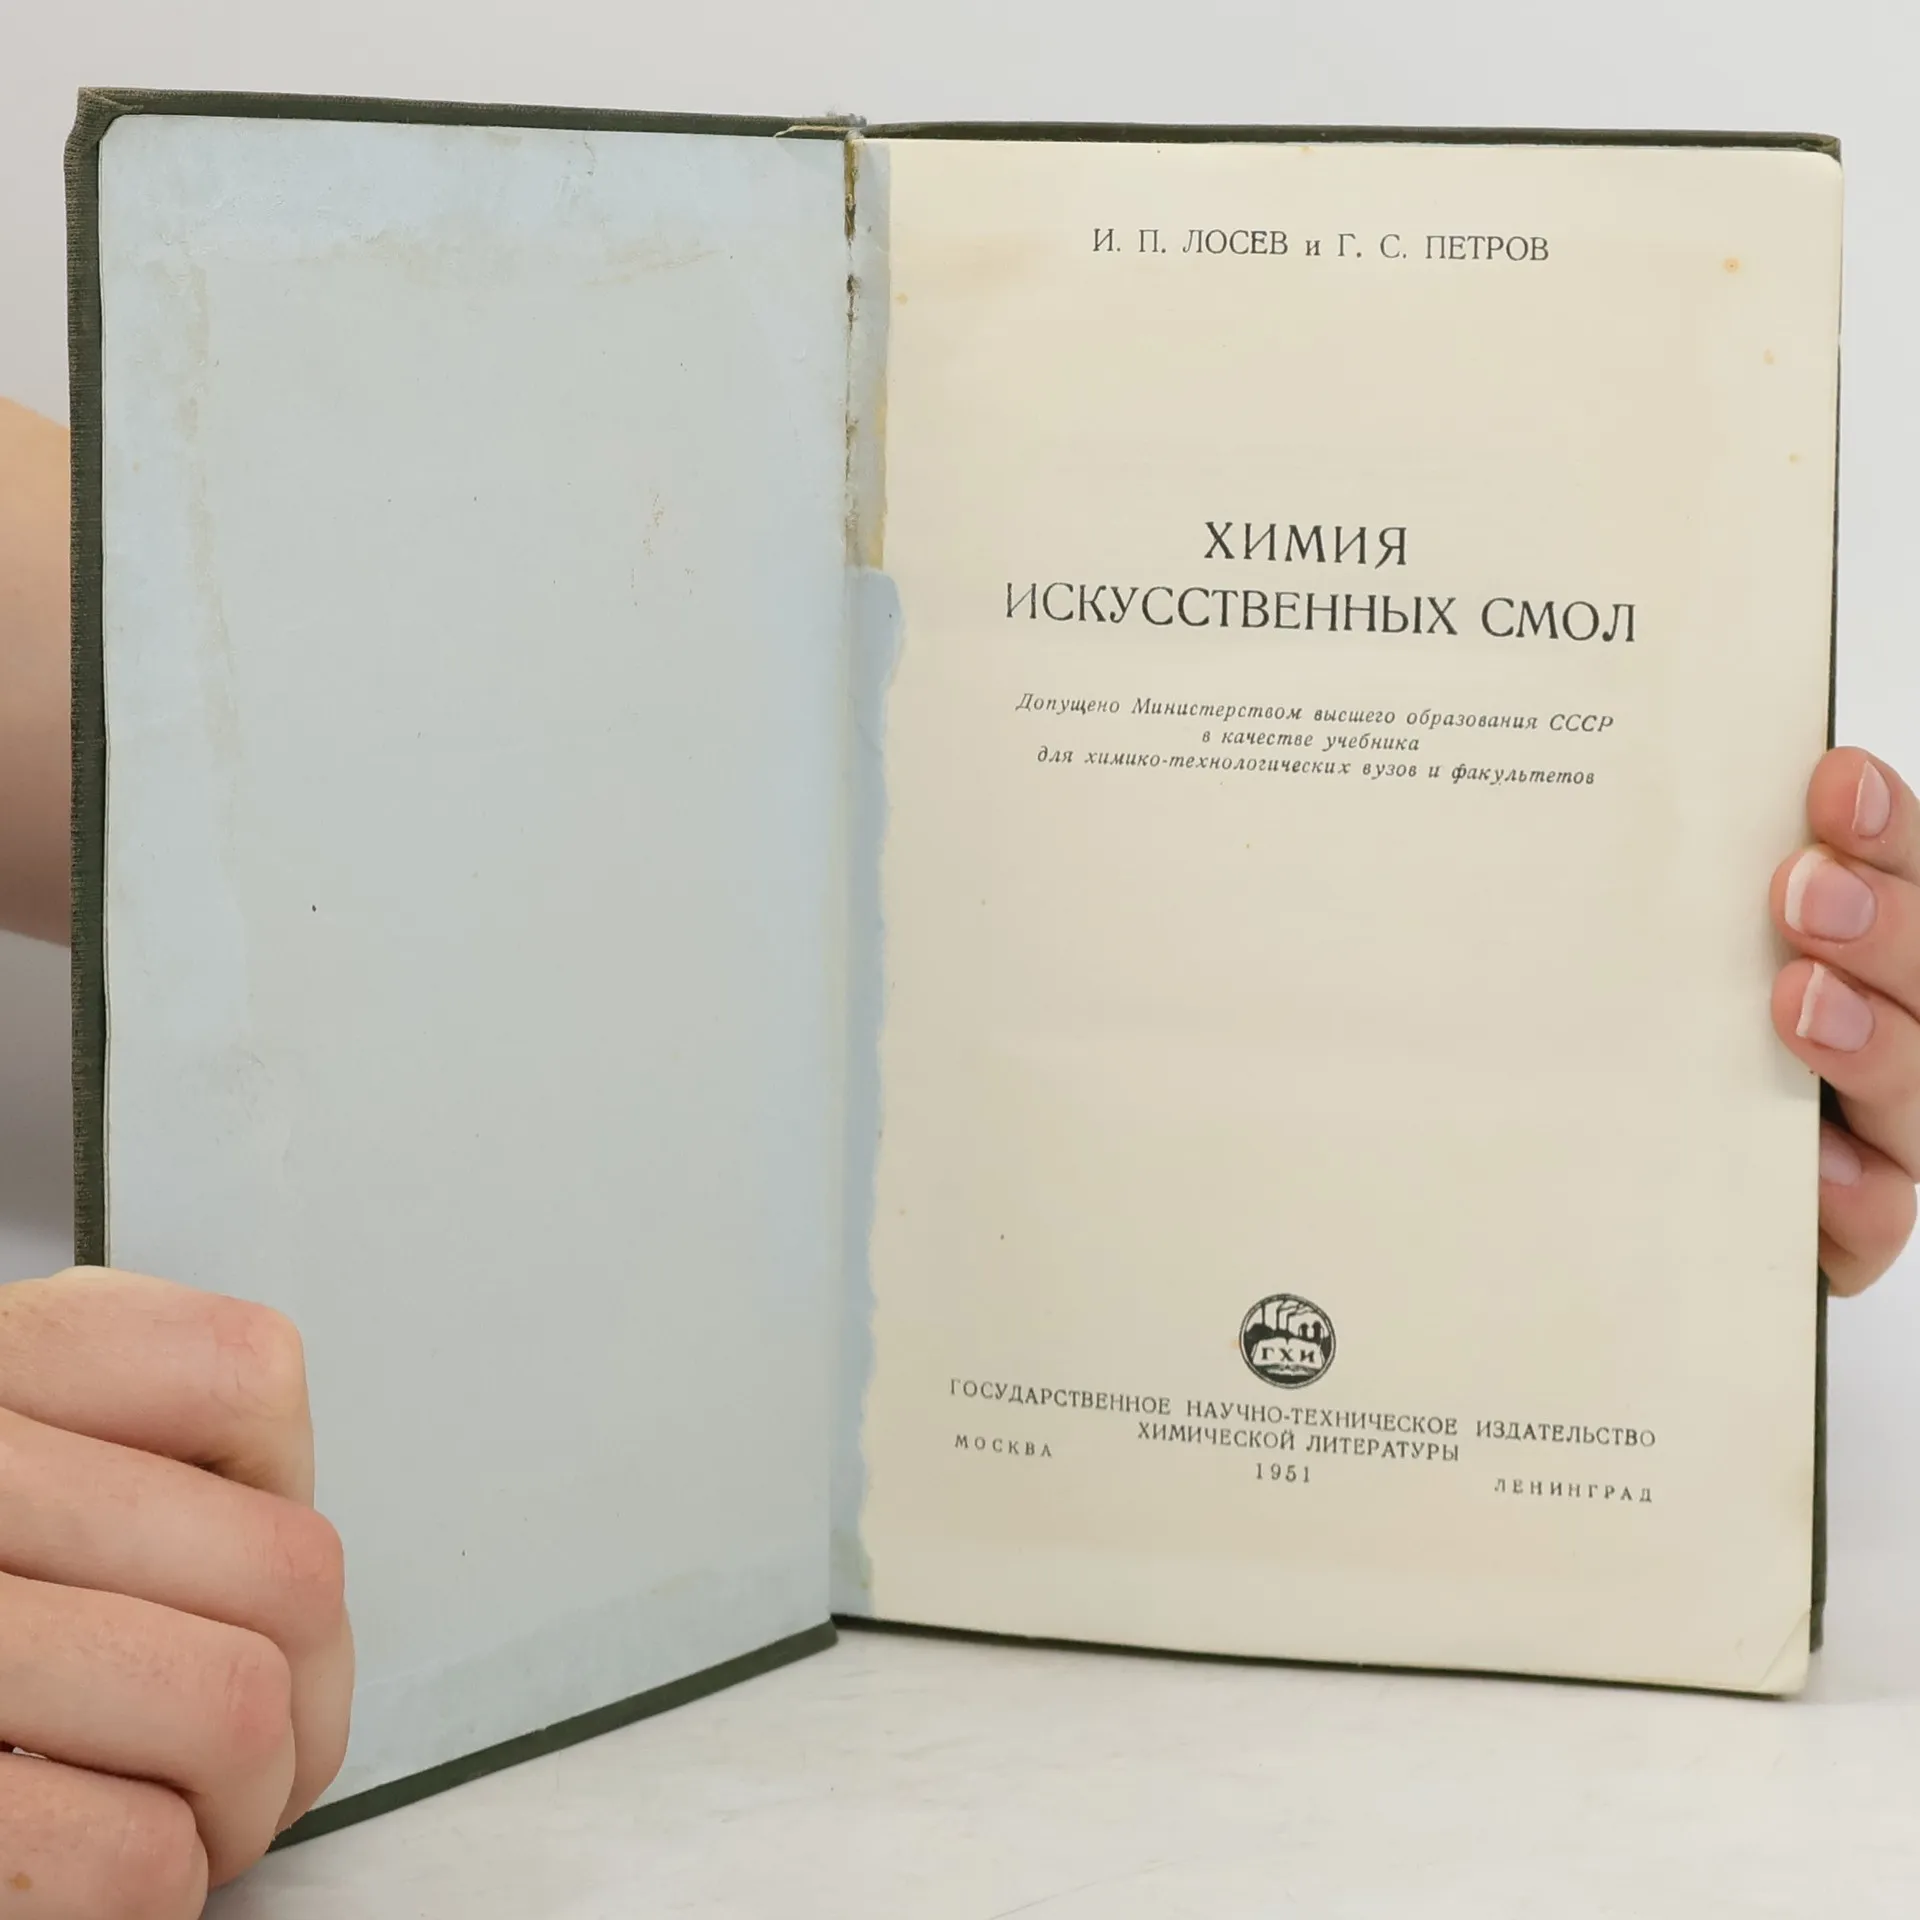 И. П. ЛОСЕВ и Г. С. ПЕТРОВ
ХИМИЯ
ИСКУССТВЕННЫХ СМОЛ
Допущено Министерством высшего образования СССР
в качестве учебника
для химико-технологических вузов и факультетов
ГХИ
ГОСУДАРСТВЕННОЕ НАУЧНО-ТЕХНИЧЕСКОЕ ИЗДАТЕЛЬСТВО
ХИМИЧЕСКОЙ ЛИТЕРАТУРЫ
МОСКВА 1951 ЛЕНИНГРАД